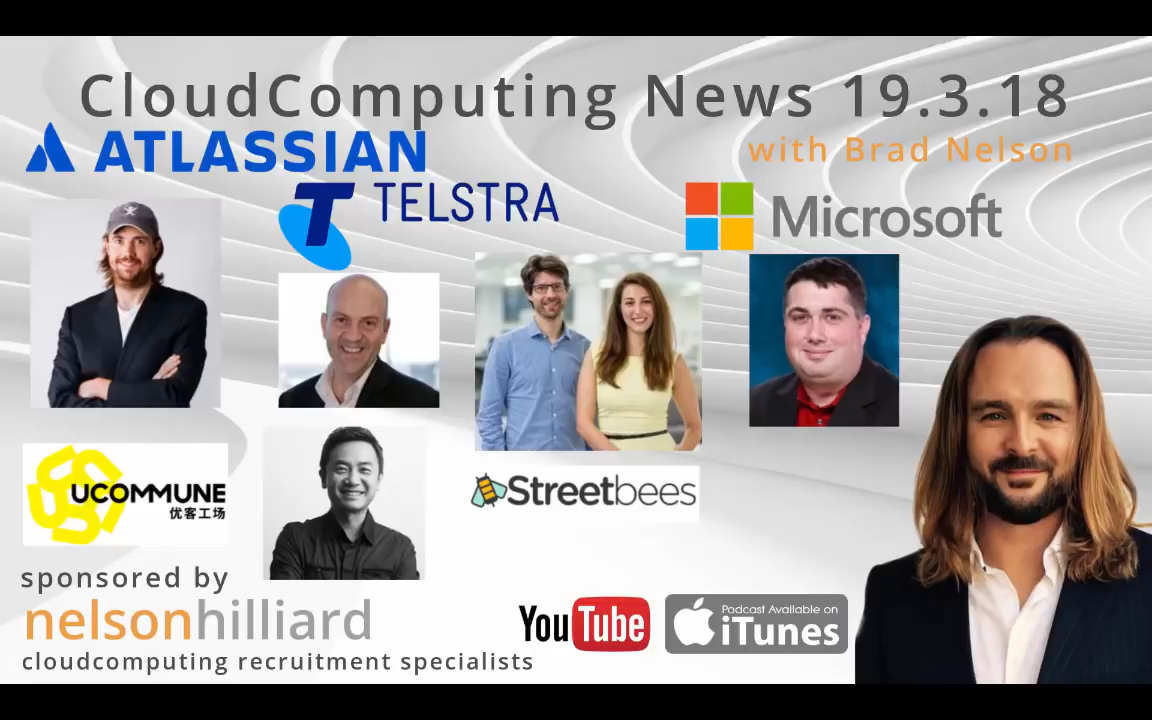 CloudComputing News 19.3.18
ATLASSIAN
with Brad Nelson
TELSTRA
Microsoft
UCOMMUNE
优客工场
Streetbees
sponsored by
nelsonhilliard
cloudcomputing recruitment specialists
YouTube
Podcast Available on
iTunes